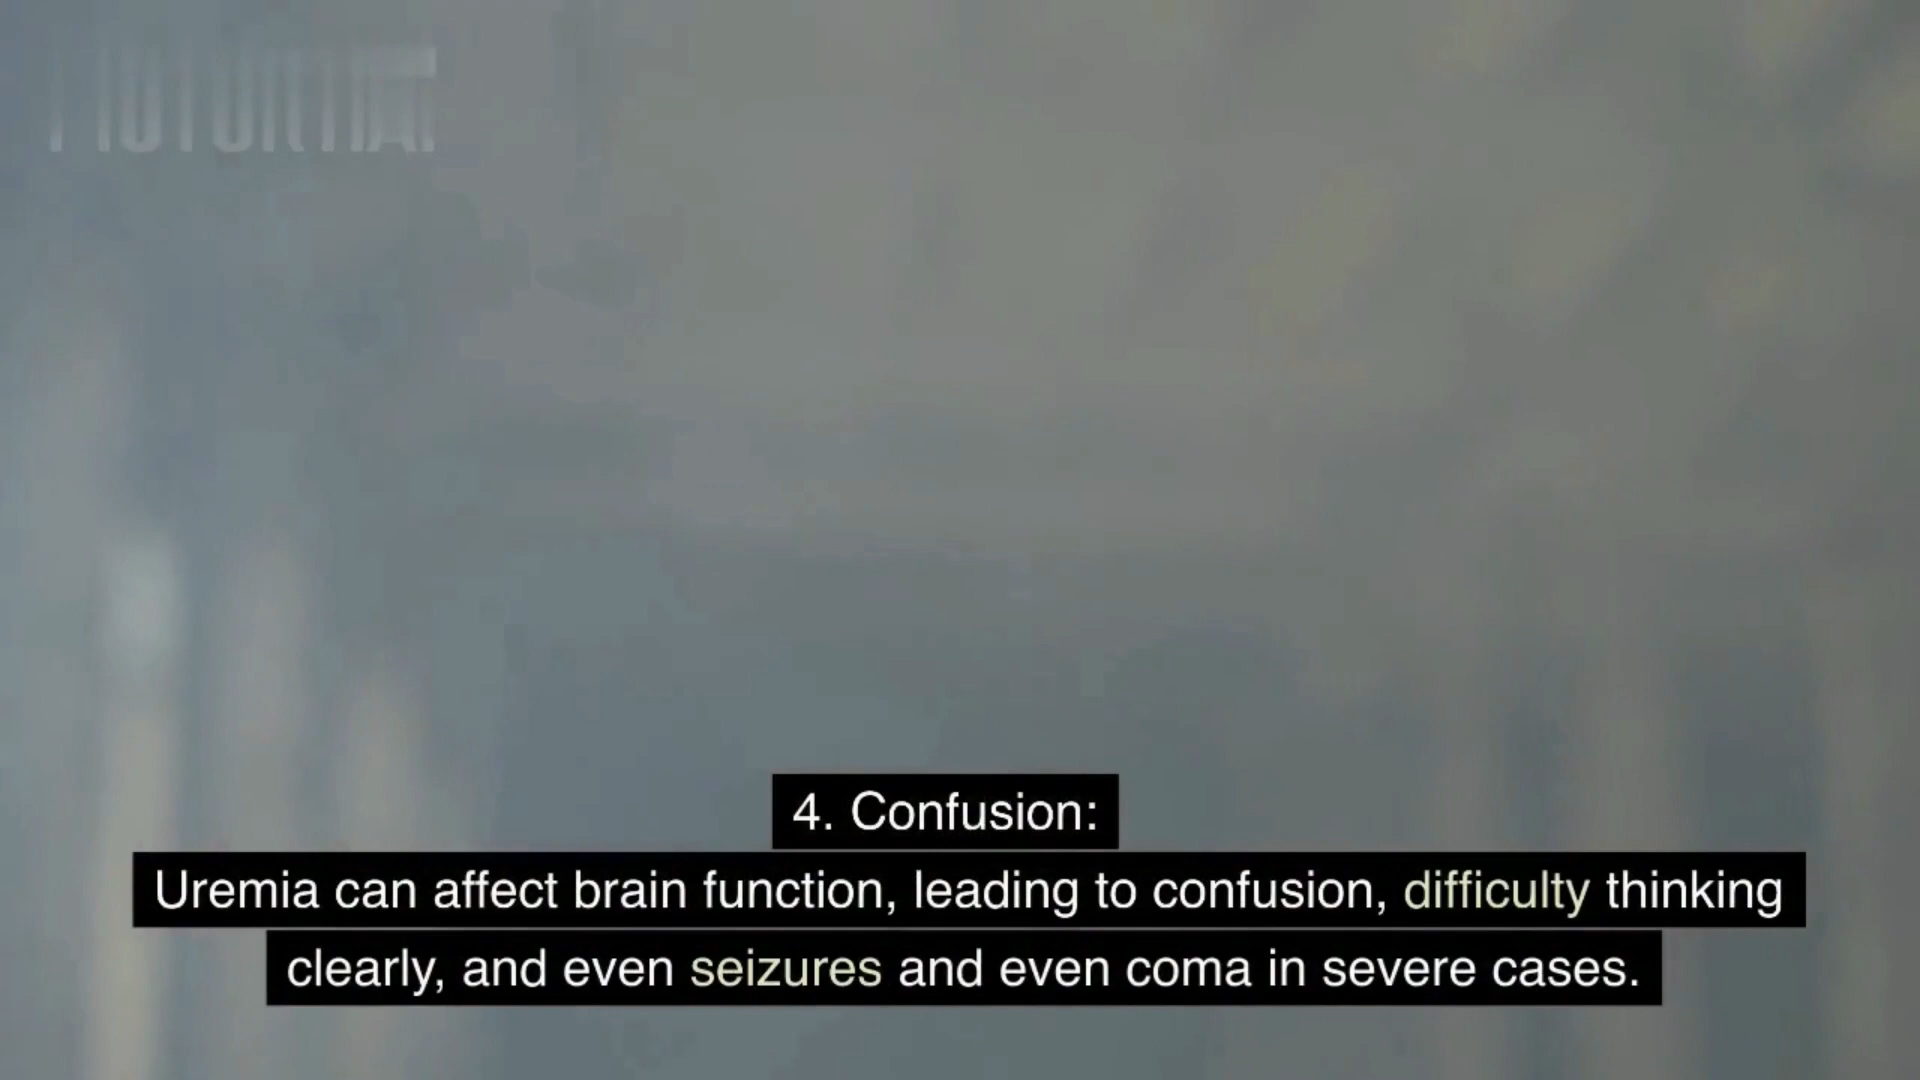 4. Confusion:
Uremia can affect brain function, leading to confusion, difficulty thinking
clearly, and even seizures and even coma in severe cases.